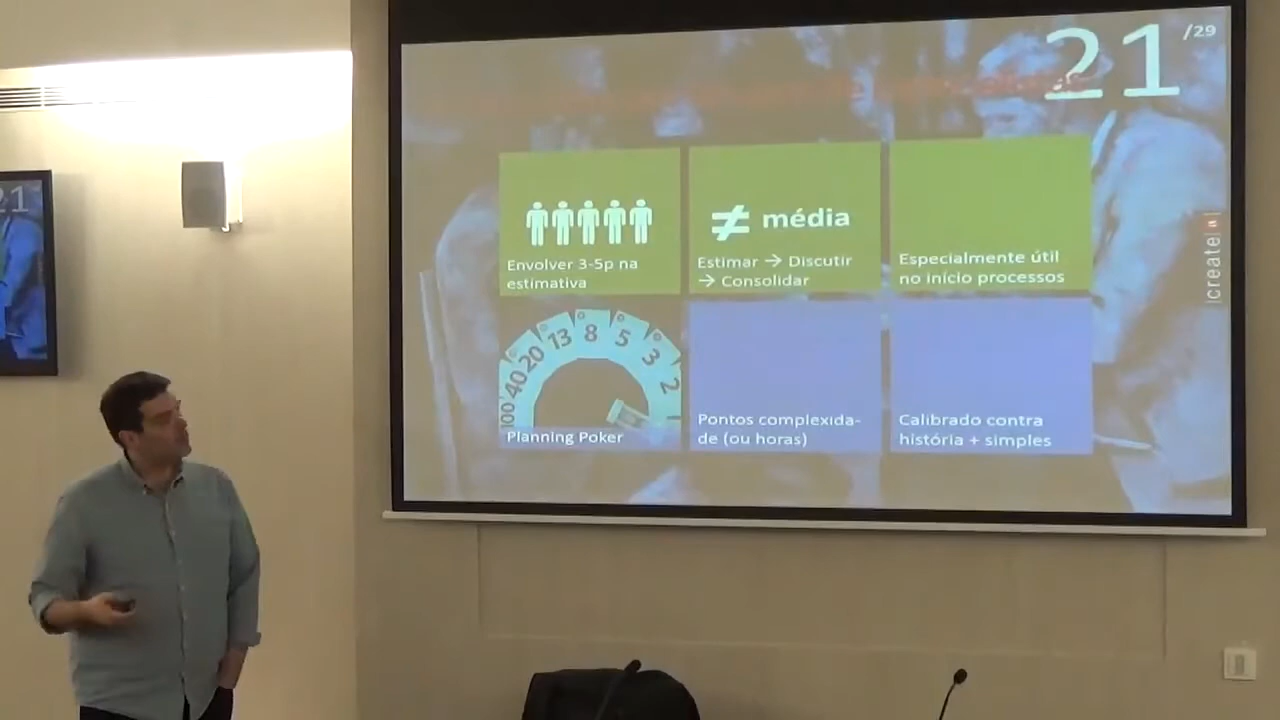 21 /29
21
≠ média
Envolver 3-5p na
estimativa
Estimar → Discutir
→ Consolidar
Especialmente útil
no início processos
100 40 20 13 8 5 3 2
Planning Poker
Pontos complexida-
de (ou horas)
Calibrado contra
história + simples
|create|a|